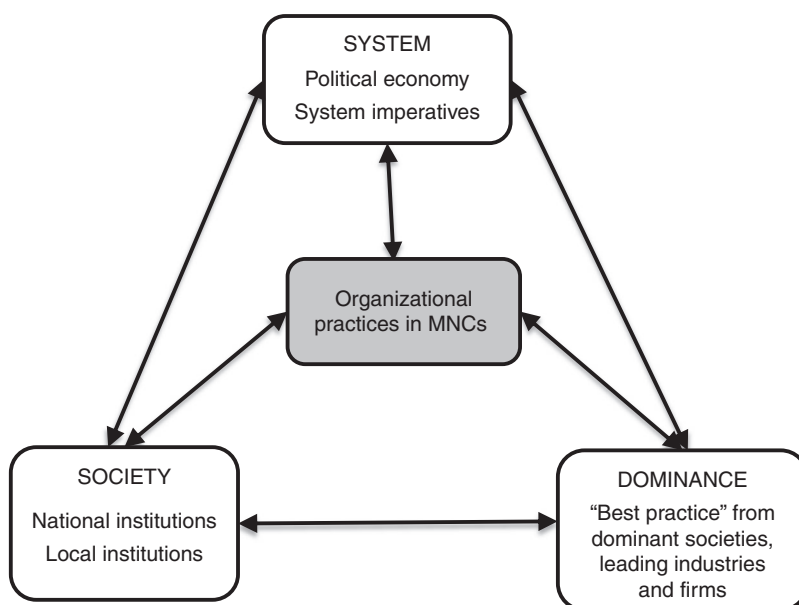 SYSTEM
Political economy
System imperatives
Organizational
practices in MNCs
SOCIETY
National institutions
Local institutions
DOMINANCE
“Best practice” from
dominant societies,
leading industries
and firms